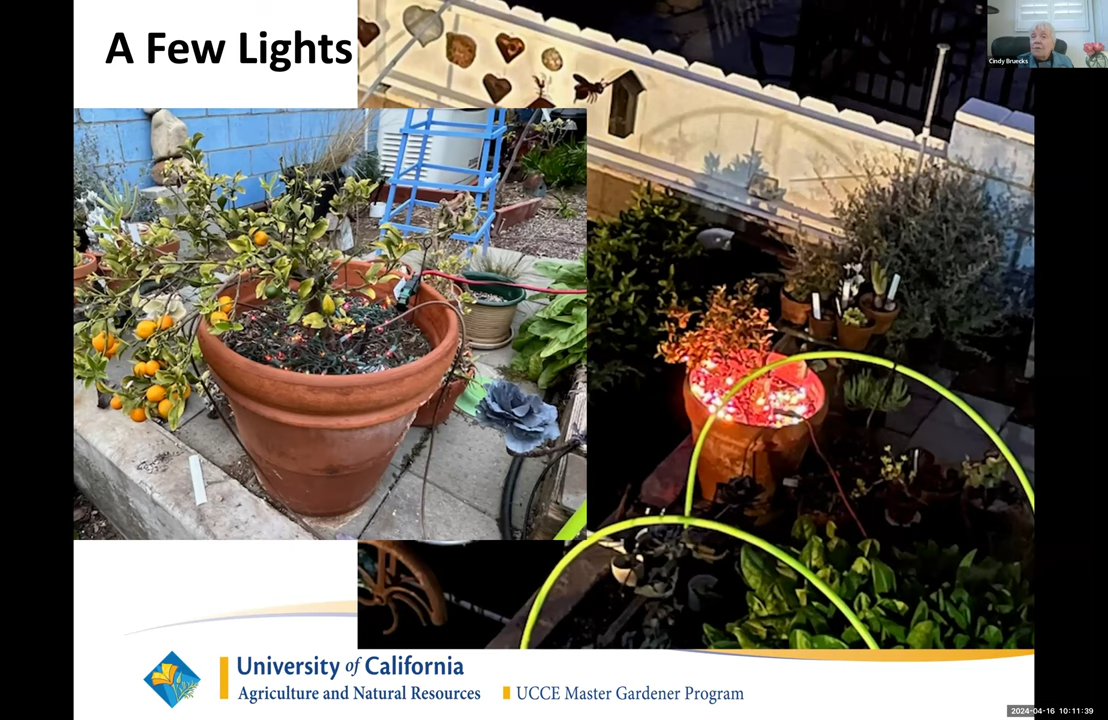 A Few Lights
Cindy Bruecks
University of California
Agriculture and Natural Resources
UCCE Master Gardener Program
2024-04-16 10:11:39